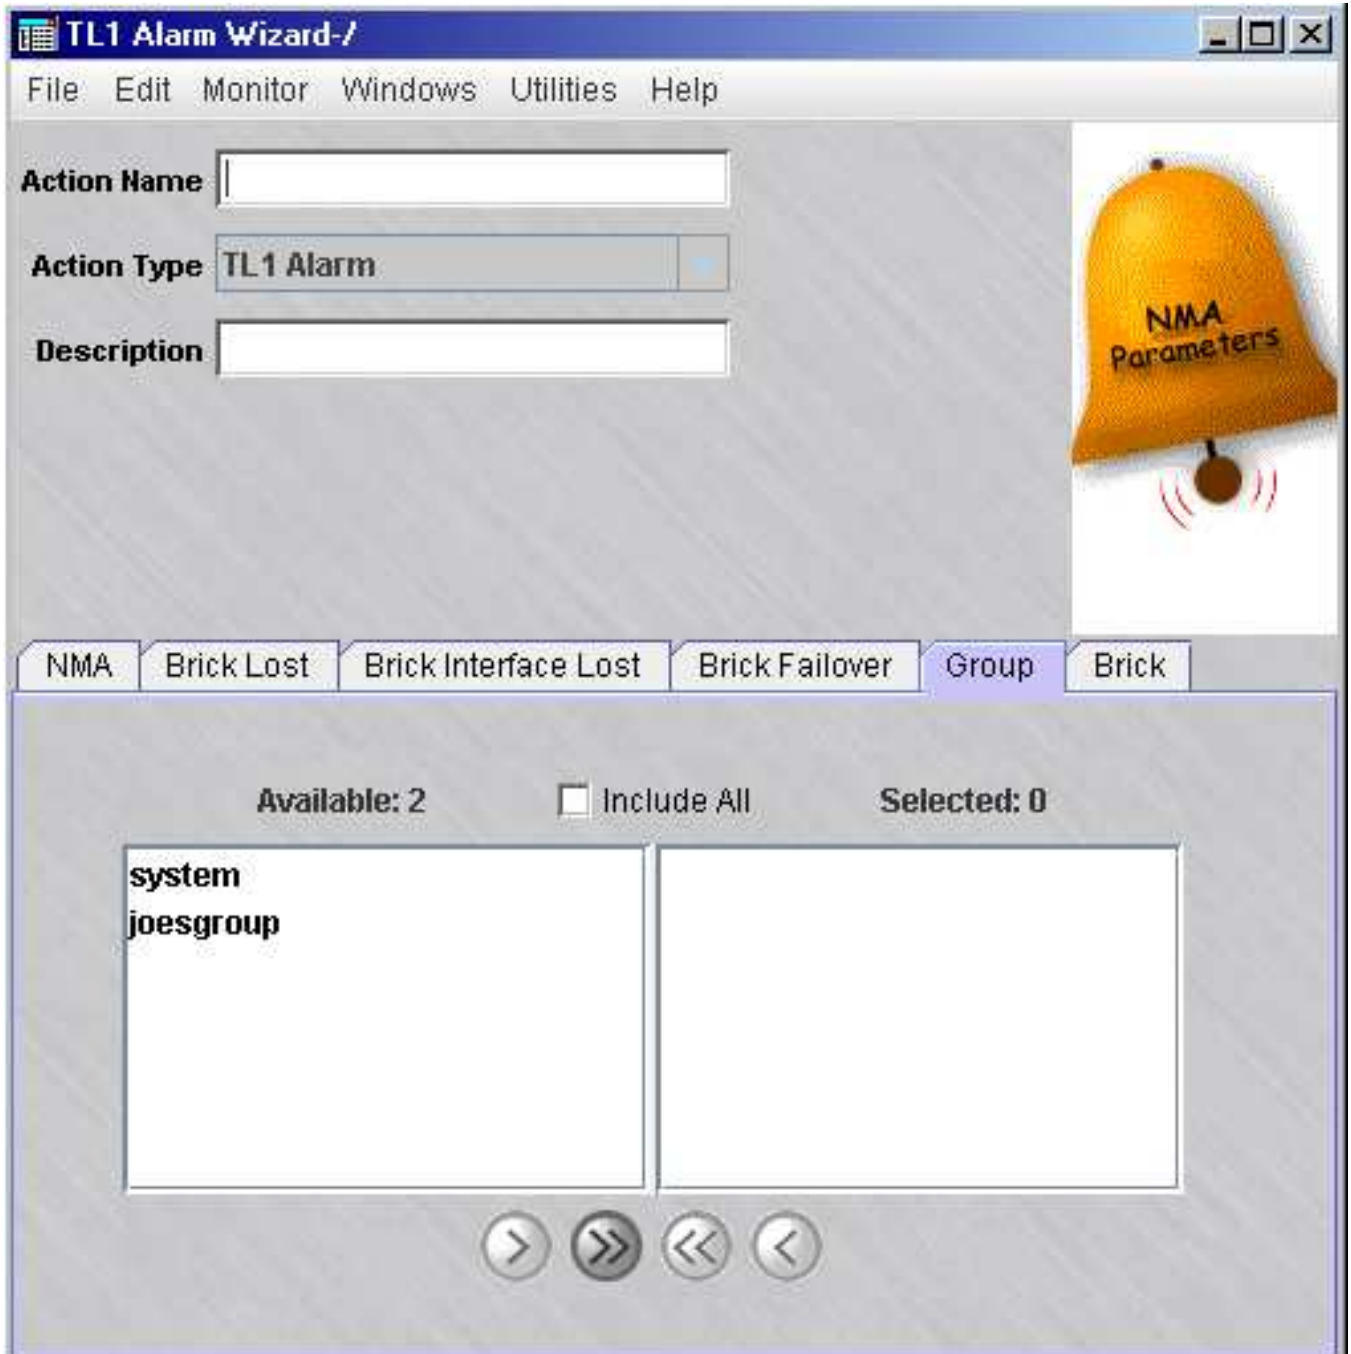 TL1 Alarm Wizard-/
File Edit Monitor Windows Utilities Help
Action Name
Action Type TL1 Alarm
Description
NMA
Parameters
NMA Brick Lost Brick Interface Lost Brick Failover Group Brick
Available: 2 Include All Selected: 0
system
joesgroup